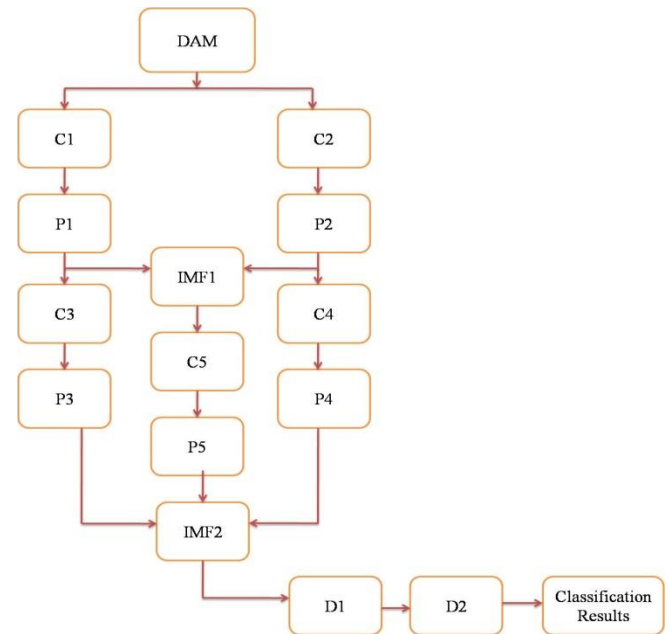 DAM
C1
C2
P1
P2
IMF1
C3
C4
C5
P3
P4
P5
IMF2
D1
D2
Classification
Results